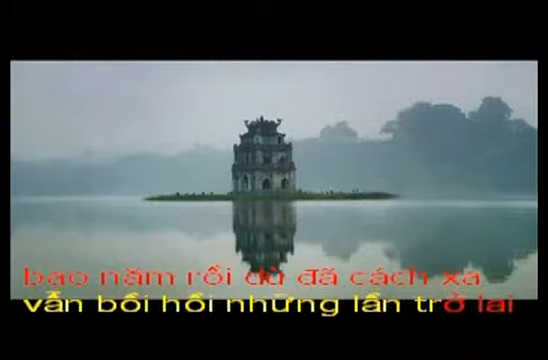 bao năm rồi dù đã cách xa
vẫn bồi hồi những lần trở lại